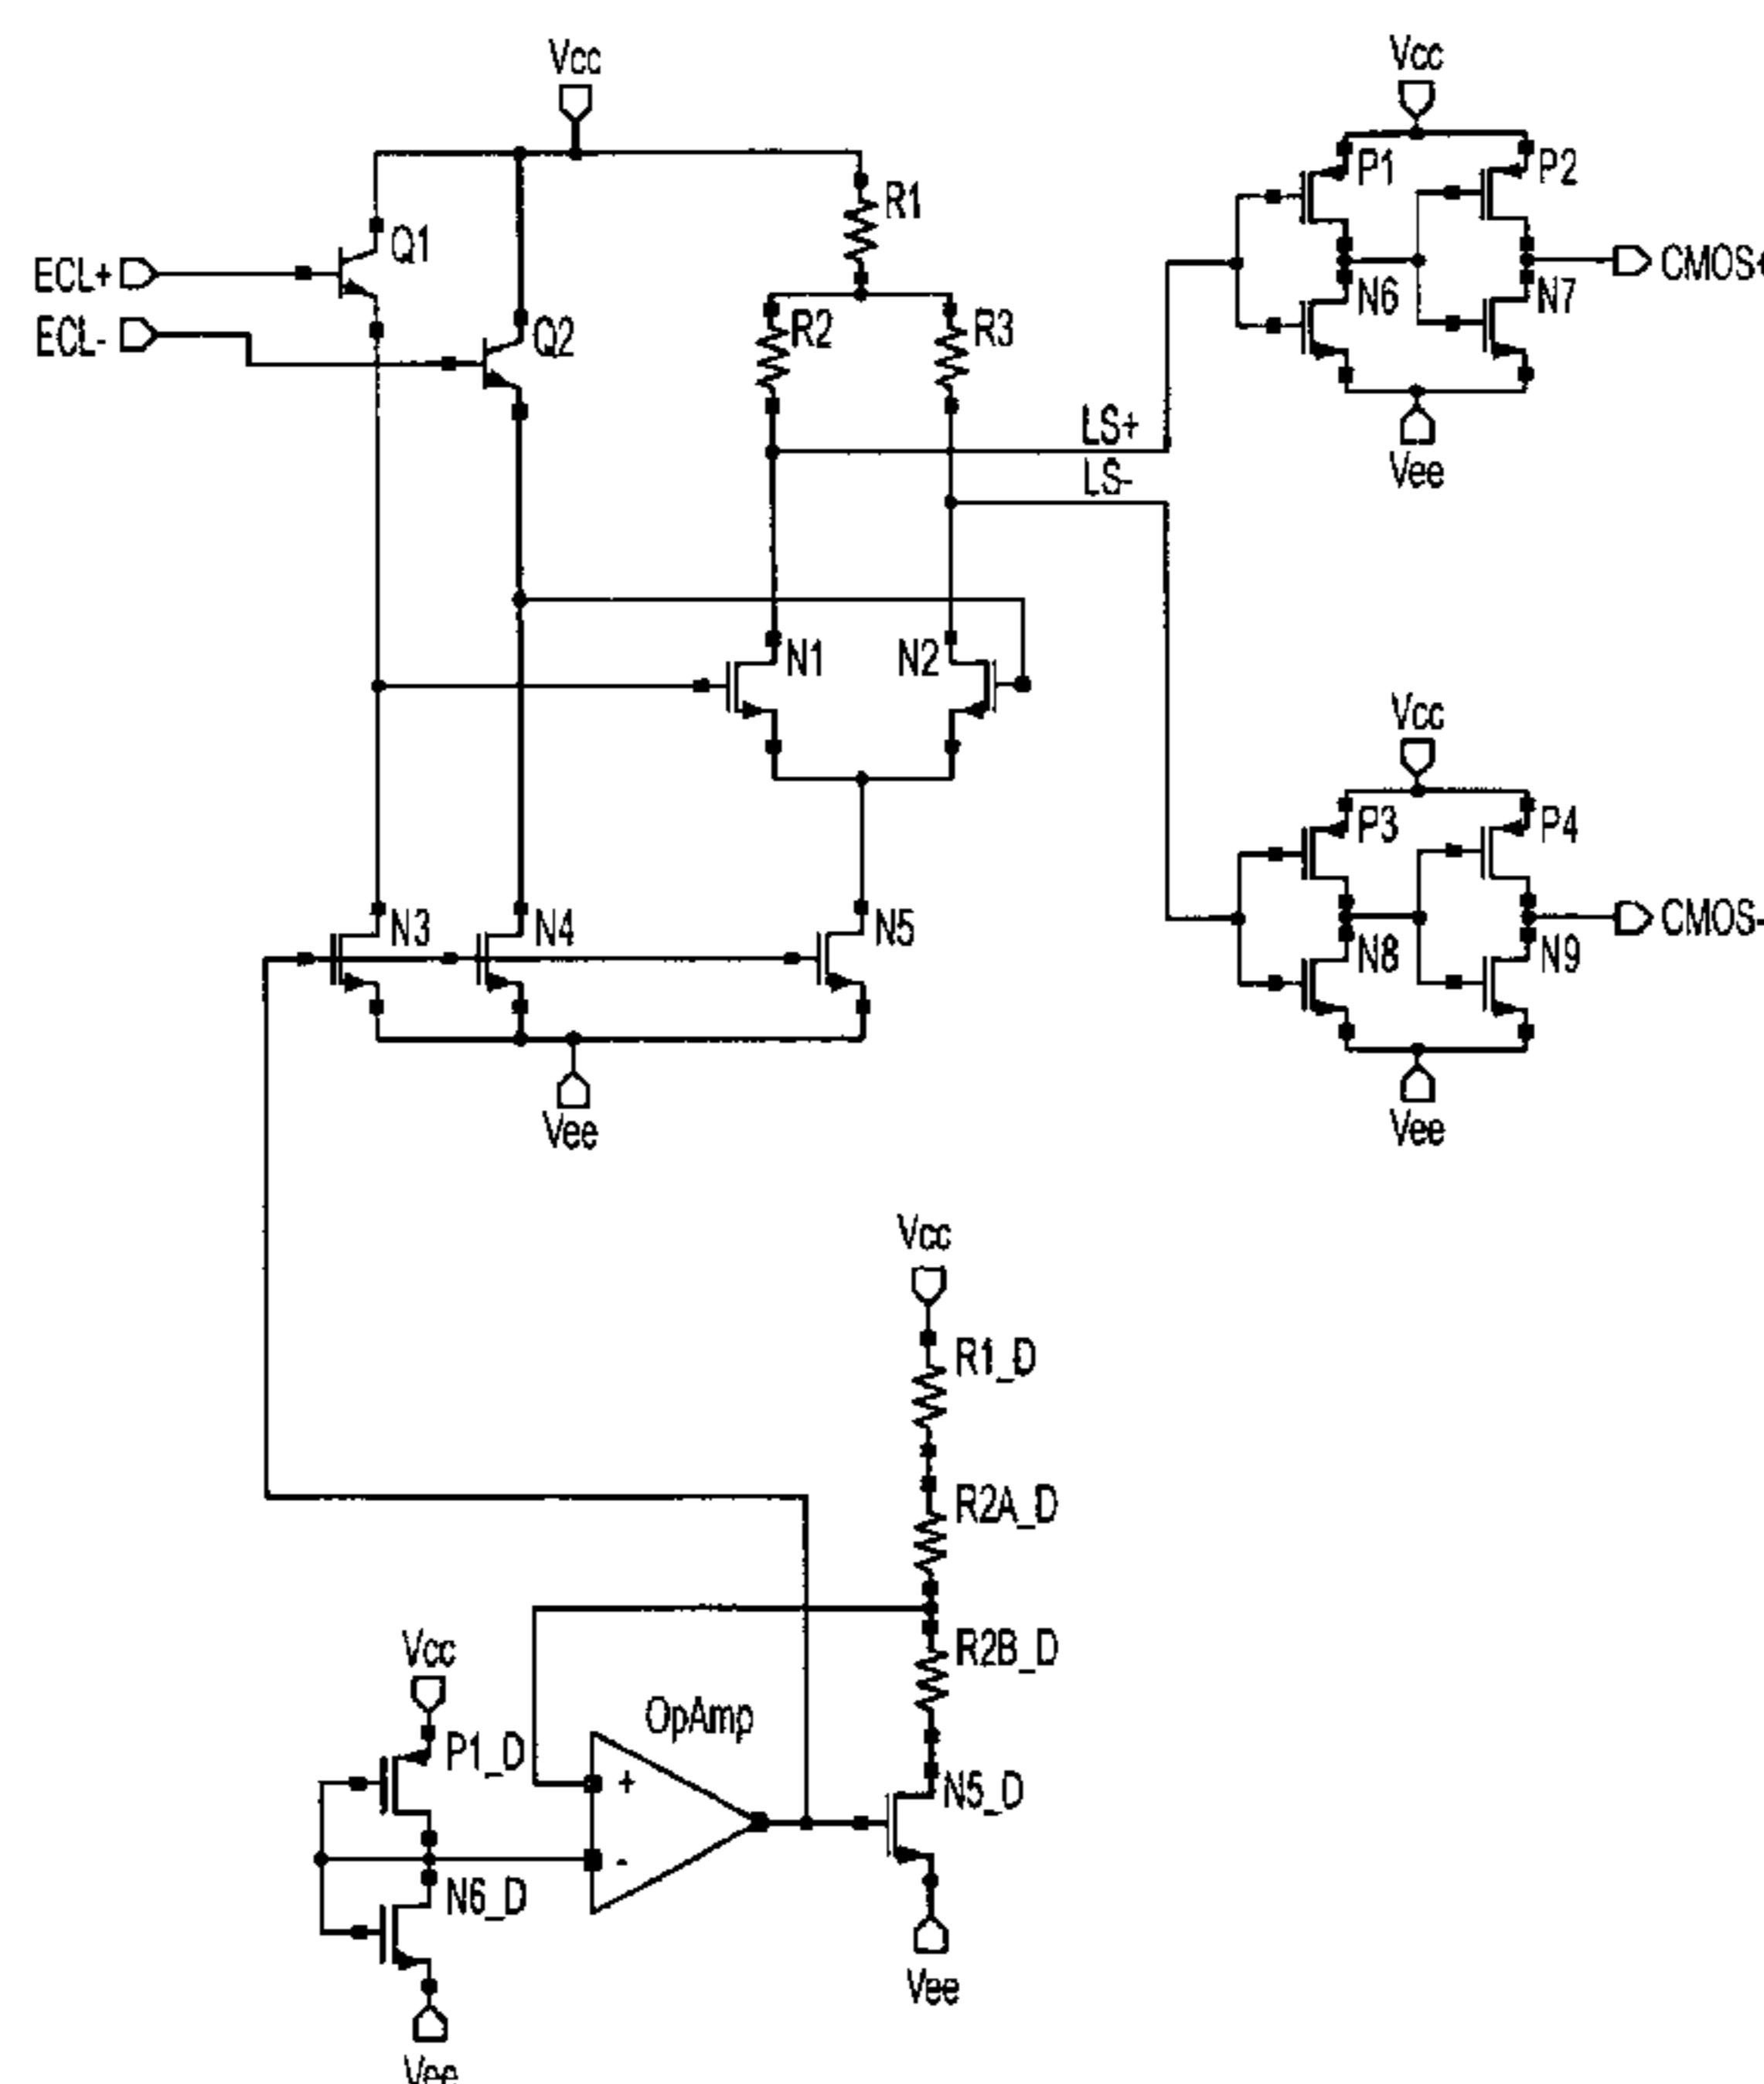 Vcc
Vcc
P1
P2
R1
Q1
ECL+
CMOS+
N6
N7
ECL-
Q2
R2
R3
LS+
LS-
Vee
N1
N2
Vcc
P3
P4
N3
N4
N5
CMOS-
N8
N9
Vee
Vee
Vcc
R1_D
R2A_D
Vcc
R2B_D
OpAmp
P1_D
+
N5_D
-
N6_D
Vee
Vee